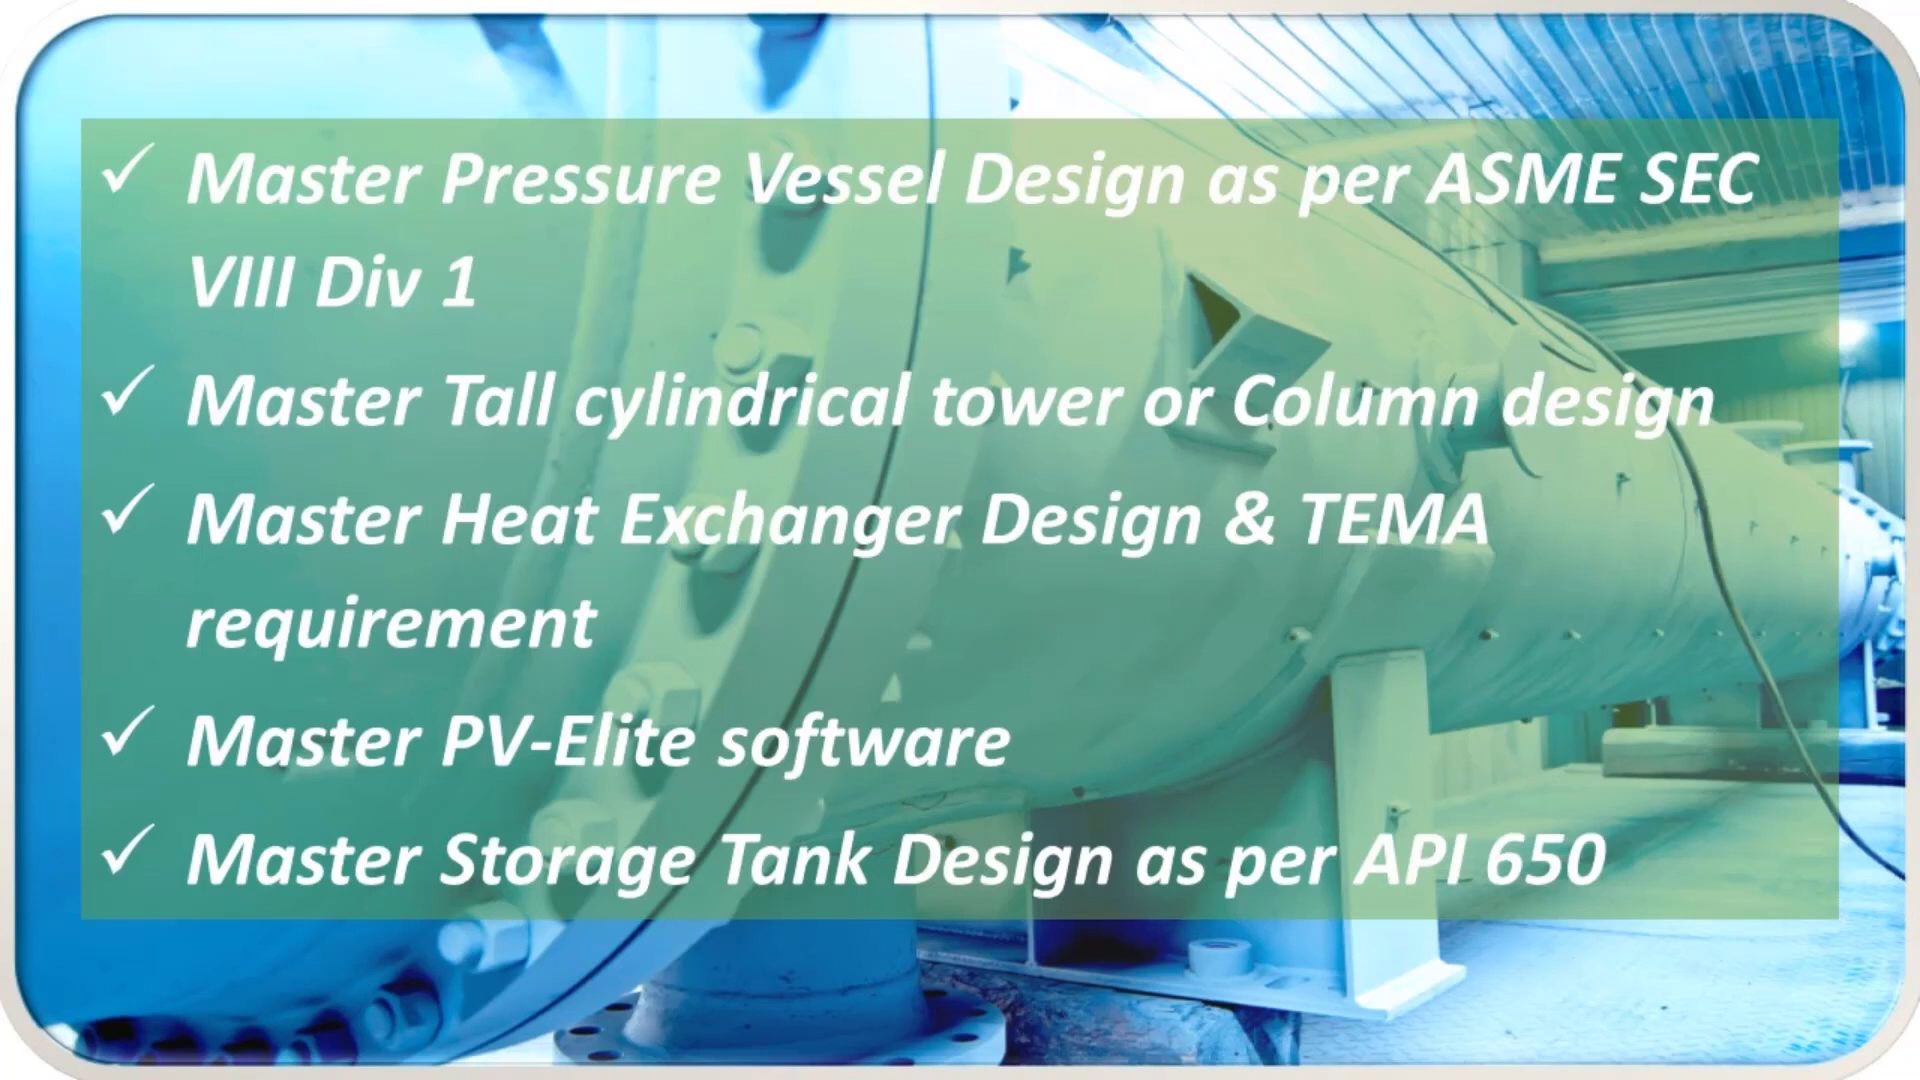 ✓ Master Pressure Vessel Design as per ASME SEC
VIII Div 1
✓ Master Tall cylindrical tower or Column design
✓ Master Heat Exchanger Design & TEMA
requirement
✓ Master PV-Elite software
✓ Master Storage Tank Design as per API 650